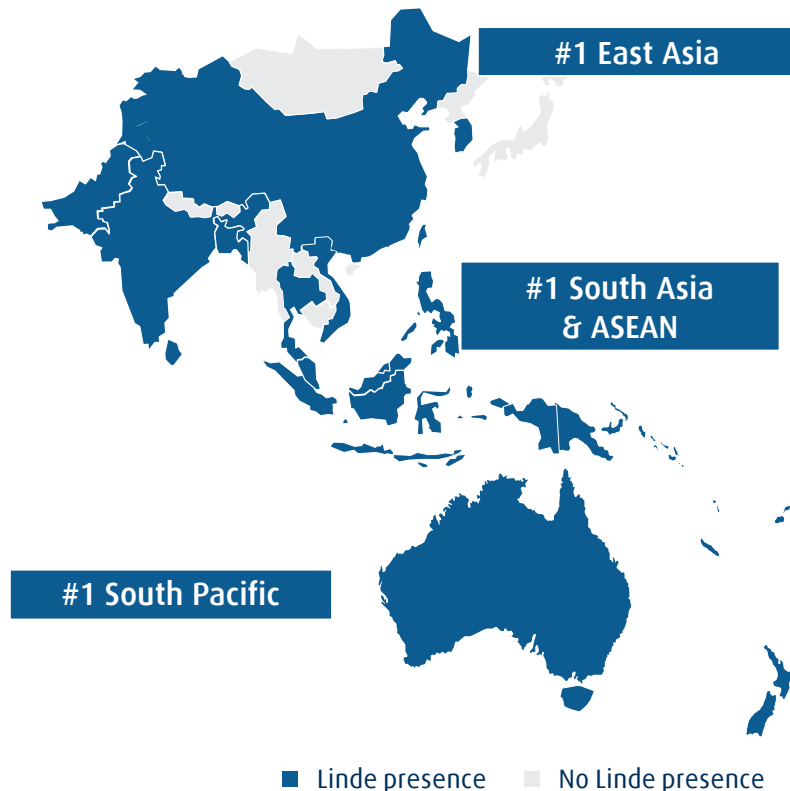 #1 East Asia
#1 South Asia
& ASEAN
#1 South Pacific
Linde presence
No Linde presence